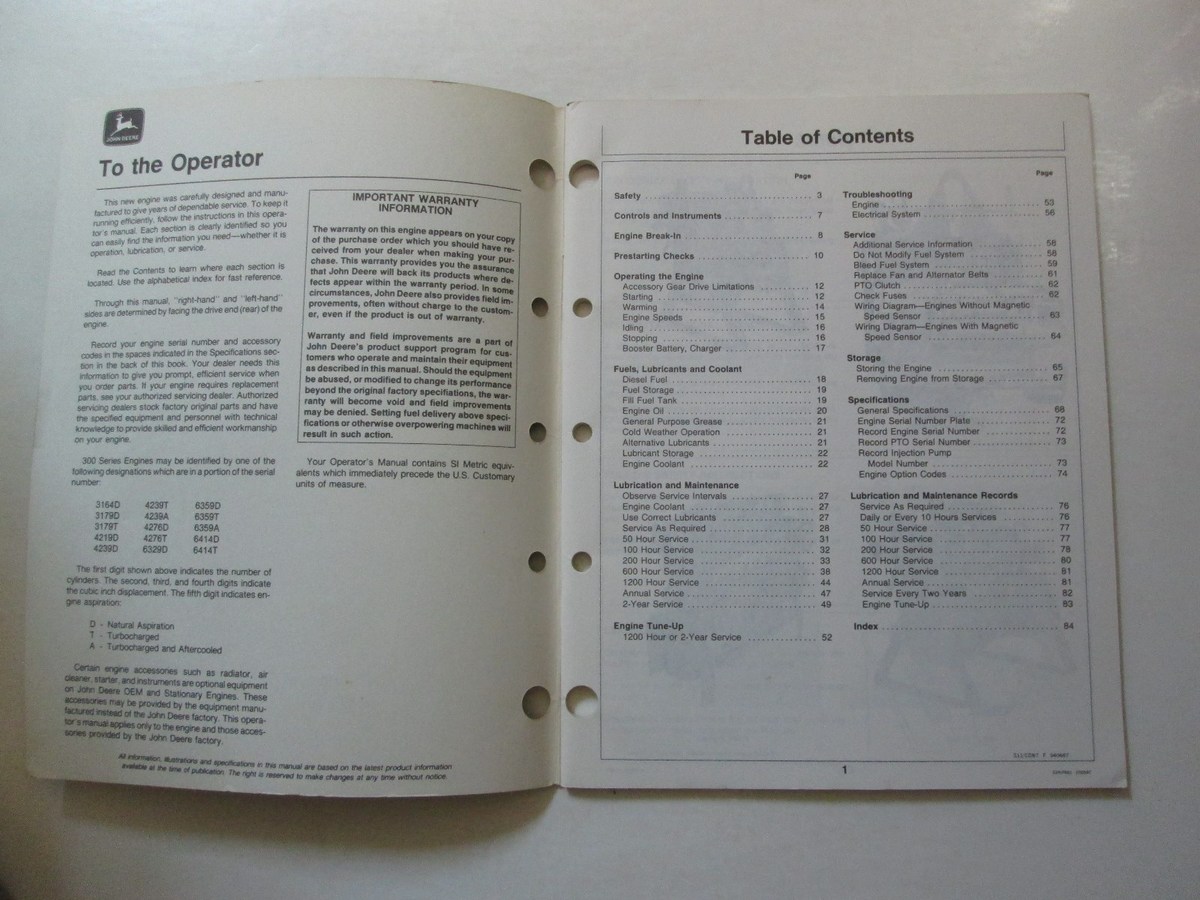 JOHN DEERE
To the Operator
This new engine was carefully designed and manu-
factured to give years of dependable service. To keep it
running efficiently, follow the instructions in this opera-
tor's manual. Each section is clearly identified so you
can easily find the information you need—whether it is
operation, lubrication, or service.
Read the Contents to learn where each section is
located. Use the alphabetical index for fast reference.
Through this manual, "right-hand" and "left-hand"
sides are determined by facing the drive end (rear) of the
engine.
Record your engine serial number and accessory
codes in the spaces indicated in the Specifications sec-
tion in the back of this book. Your dealer needs this
information to give you prompt, efficient service when
you order parts. If your engine requires replacement
parts, see your authorized servicing dealer. Authorized
servicing dealers stock factory original parts and have
the specified equipment and personnel with technical
knowledge to provide skilled and efficient workmanship
on your engine.
300 Series Engines may be identified by one of the
following designations which are in a portion of the serial
number:
3164D 4239T 6359D
3179D 4239A 6359T
3179T 4276D 6359A
4219D 4276T 6414D
4239D 6329D 6414T
The first digit shown above indicates the number of
cylinders. The second, third, and fourth digits indicate
the cubic inch displacement. The fifth digit indicates en-
gine aspiration:
D - Natural Aspiration
T - Turbocharged
A - Turbocharged and Aftercooled
Certain engine accessories such as radiator, air
cleaner, starter, and instruments are optional equipment
on John Deere OEM and Stationary Engines. These
accessories may be provided by the equipment manu-
factured instead of the John Deere factory. This opera-
tor's manual applies only to the engine and those acces-
sories provided by the John Deere factory.
IMPORTANT WARRANTY
INFORMATION
The warranty on this engine appears on your copy
of the purchase order which you should have re-
ceived from your dealer when making your pur-
chase. This warranty provides you the assurance
that John Deere will back its products where de-
fects appear within the warranty period. In some
circumstances, John Deere also provides field im-
provements, often without charge to the custom-
er, even if the product is out of warranty.
Warranty and field improvements are a part of
John Deere's product support program for cus-
tomers who operate and maintain their equipment
as described in this manual. Should the equipment
be abused, or modified to change its performance
beyond the original factory specifiations, the war-
ranty will become void and field improvements
may be denied. Setting fuel delivery above speci-
fications or otherwise overpowering machines will
result in such action.
Your Operator's Manual contains SI Metric equiv-
alents which immediately precede the U.S. Customary
units of measure.
All information, illustrations and specifications in this manual are based on the latest product information
available at the time of publication. The right is reserved to make changes at any time without notice.
Table of Contents
Page
Safety 3
Controls and Instruments 7
Engine Break-In 8
Prestarting Checks 10
Operating the Engine
Accessory Gear Drive Limitations 12
Starting 12
Warming 14
Engine Speeds 15
Idling 16
Stopping 16
Booster Battery, Charger 17
Fuels, Lubricants and Coolant
Diesel Fuel 18
Fuel Storage 19
Fill Fuel Tank 19
Engine Oil 20
General Purpose Grease 21
Cold Weather Operation 21
Alternative Lubricants 21
Lubricant Storage 22
Engine Coolant 22
Lubrication and Maintenance
Observe Service Intervals 27
Engine Coolant 27
Use Correct Lubricants 27
Service As Required 28
50 Hour Service 31
100 Hour Service 32
200 Hour Service 33
600 Hour Service 38
1200 Hour Service 44
Annual Service 47
2-Year Service 49
Engine Tune-Up
1200 Hour or 2-Year Service 52
Page
Troubleshooting
Engine 53
Electrical System 56
Service
Additional Service Information 58
Do Not Modify Fuel System 58
Bleed Fuel System 59
Replace Fan and Alternator Belts 61
PTO Clutch 62
Check Fuses 62
Wiring Diagram—Engines Without Magnetic
Speed Sensor 63
Wiring Diagram—Engines With Magnetic
Speed Sensor 64
Storage
Storing the Engine 65
Removing Engine from Storage 67
Specifications
General Specifications 68
Engine Serial Number Plate 72
Record Engine Serial Number 72
Record PTO Serial Number 73
Record Injection Pump
Model Number 73
Engine Option Codes 74
Lubrication and Maintenance Records
Service As Required 76
Daily or Every 10 Hours Services 76
50 Hour Service 77
100 Hour Service 77
200 Hour Service 78
600 Hour Service 80
1200 Hour Service 81
Annual Service 81
Service Every Two Years 82
Engine Tune-Up 83
Index 84
1